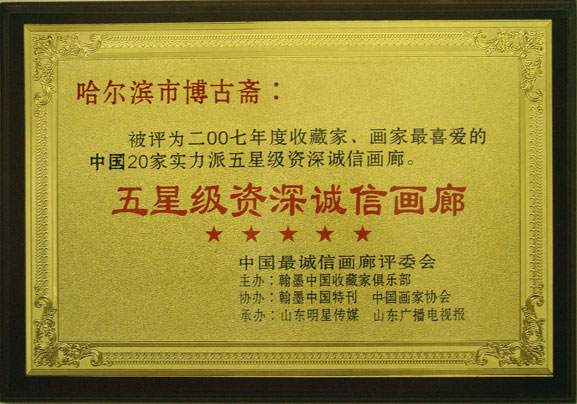 哈尔滨市博古斋：
被评为二00七年度收藏家、画家最喜爱的
中国20家实力派五星级资深诚信画廊。
五星级资深诚信画廊
★ ★ ★ ★ ★
中国最诚信画廊评委会
主办：翰墨中国收藏家俱乐部
协办：翰墨中国特刊 中国画家协会
承办：山东明星传媒 山东广播电视报